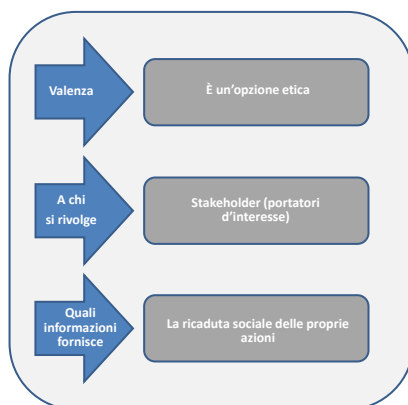 Valenza
È un'opzione etica
A chi
si rivolge
Stakeholder (portatori
d'interesse)
Quali
informazioni
fornisce
La ricaduta sociale delle proprie
azioni